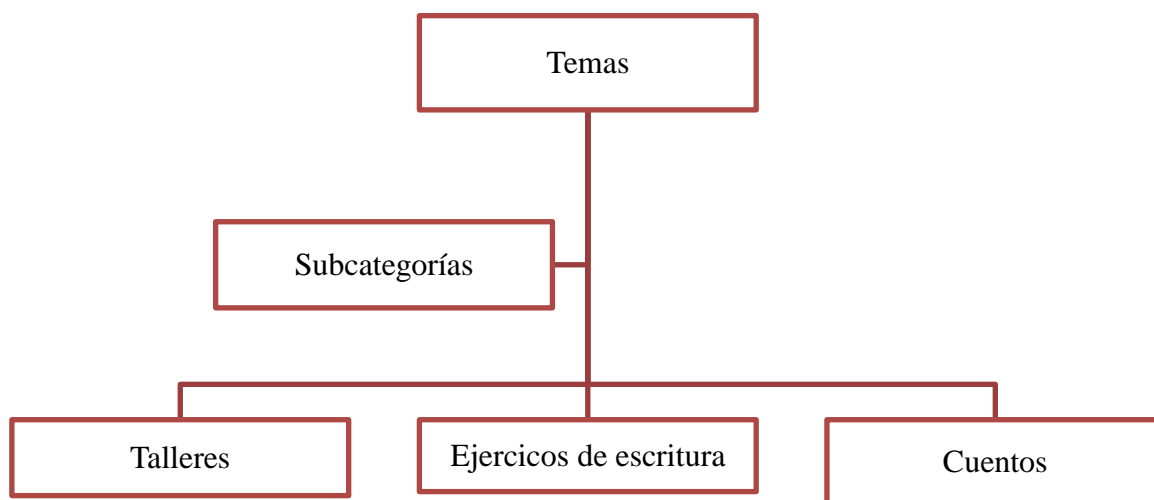 Temas
Subcategorías
Talleres
Ejercicos de escritura
Cuentos